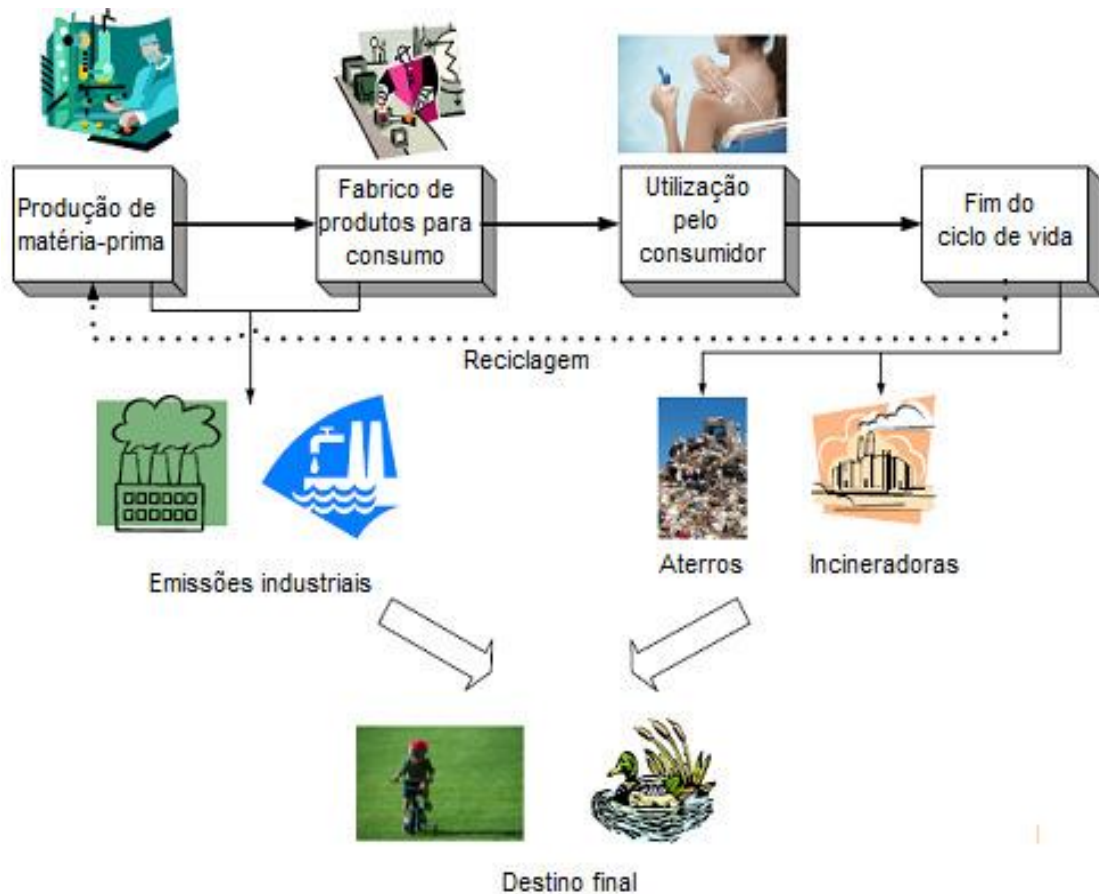 Produção de
matéria-prima
Fabrico de
produtos para
consumo
Utilização
pelo
consumidor
Fim do
ciclo de vida
Reciclagem
Emissões industriais
Aterros
Incineradoras
Destino final